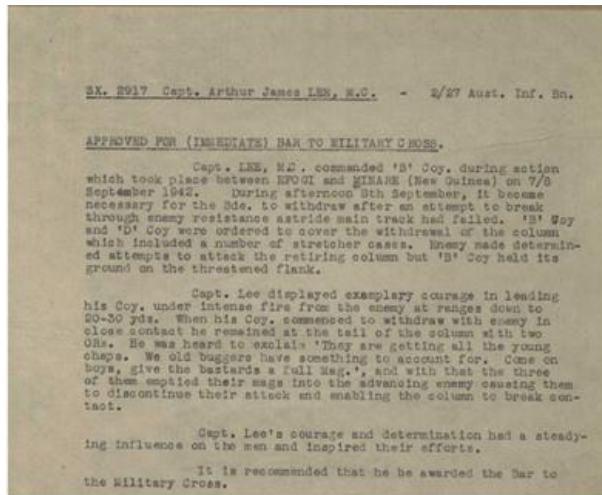 SX. 2917 Capt. Arthur James LEE, M.C. - 2/27 Aust. Inf. Bn.
APPROVED FOR (IMMEDIATE) BAR TO MILITARY CROSS.
Capt. LEE, M.C. commanded 'B' Coy. during action
which took place between EFOGI and MENARE (New Guinea) on 7/8
September 1942. During afternoon 8th September, it became
necessary for the Bde. to withdraw after an attempt to break
through enemy resistance astride main track had failed. 'B' Coy
and 'D' Coy were ordered to cover the withdrawal of the column
which included a number of stretcher cases. Enemy made determin-
ed attempts to attack the retiring column but 'B' Coy held its
ground on the threatened flank.
Capt. Lee displayed exemplary courage in leading
his Coy. under intense fire from the enemy at ranges down to
20-30 yds. When his Coy. commenced to withdraw with enemy in
close contact he remained at the tail of the column with two
ORs. He was heard to exclaim 'They are getting all the young
chaps. We old buggers have something to account for. Come on
boys, give the bastards a full Mag.', and with that the three
of them emptied their mags into the advancing enemy causing them
to discontinue their attack and enabling the column to break con-
tact.
Capt. Lee's courage and determination had a steady-
ing influence on the men and inspired their efforts.
It is recommended that he be awarded the Bar to
the Military Cross.